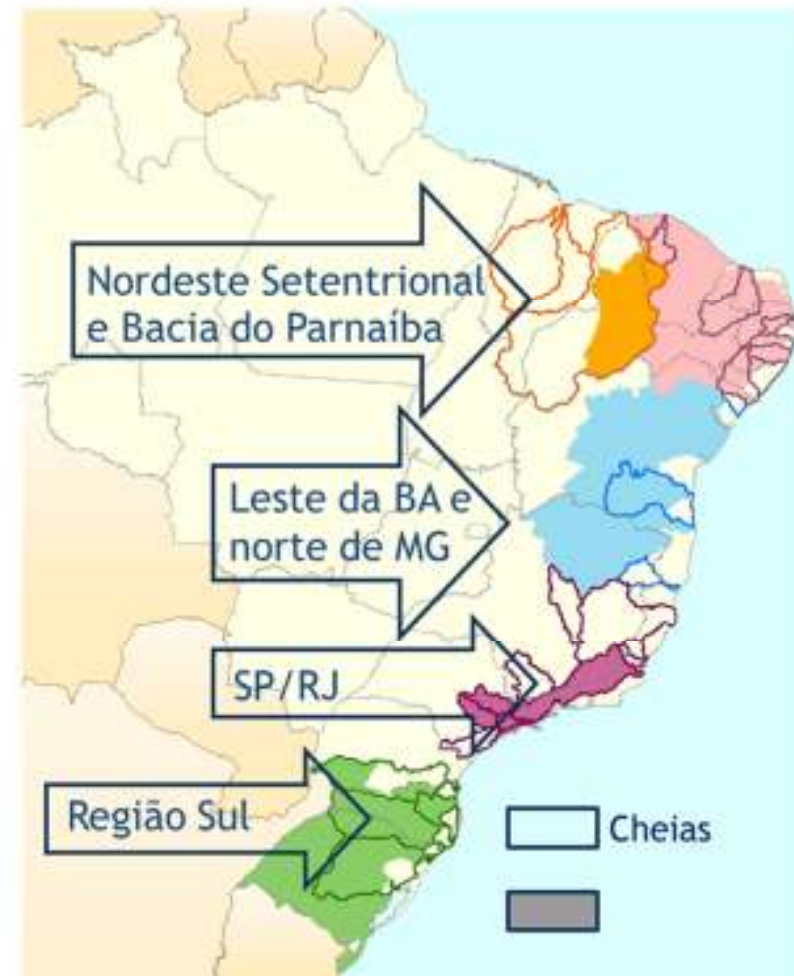 Nordeste Setentrional
e Bacia do Parnaíba
Leste da BA e
norte de MG
SP/RJ
Região Sul
Cheias